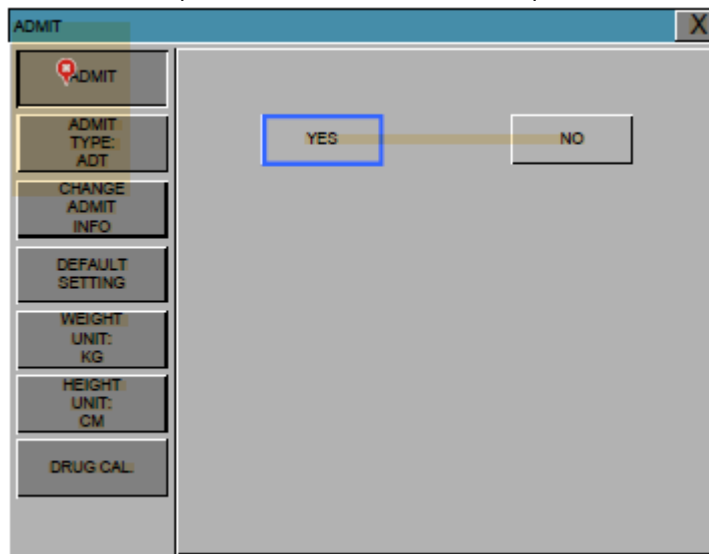 ADMIT
X
ADMIT
ADMIT
TYPE:
ADT
CHANGE
ADMIT
INFO
DEFAULT
SETTING
WEIGHT
UNIT:
KG
HEIGHT
UNIT:
CM
DRUG CAL.
YES
NO